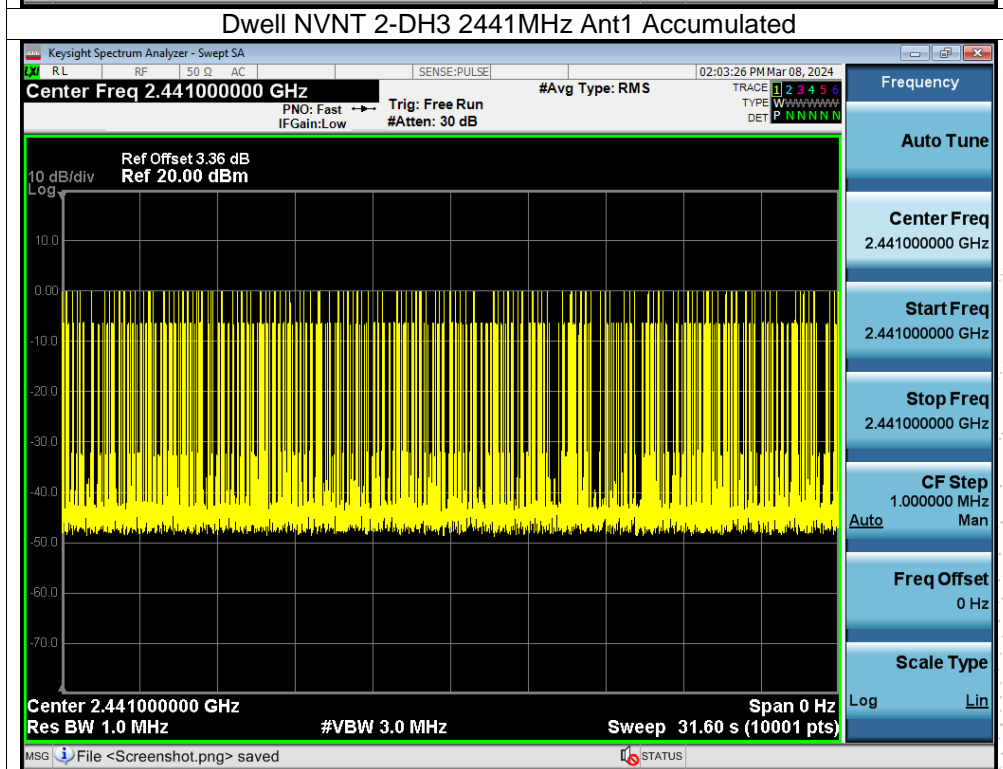 Dwell NVNT 2-DH3 2441MHz Ant1 Accumulated
Keysight Spectrum Analyzer - Swept SA
LXI RL RF 50 Ω AC SENSE:PULSE 02:03:26 PM Mar 08, 2024
Center Freq 2.441000000 GHz #Avg Type: RMS TRACE 1 2 3 4 5 6
PNO: Fast Trig: Free Run TYPE WWWWWW
IFGain:Low #Atten: 30 dB DET P N N N N N
Ref Offset 3.36 dB
10 dB/div Ref 20.00 dBm
Log
10.0
0.00
-10.0
-20.0
-30.0
-40.0
-50.0
-60.0
-70.0
Center 2.441000000 GHz Span 0 Hz
Res BW 1.0 MHz #VBW 3.0 MHz Sweep 31.60 s (10001 pts)
MSG File <Screenshot.png> saved STATUS
Frequency
Auto Tune
Center Freq
2.441000000 GHz
Start Freq
2.441000000 GHz
Stop Freq
2.441000000 GHz
CF Step
1.000000 MHz
Auto Man
Freq Offset
0 Hz
Scale Type
Log Lin